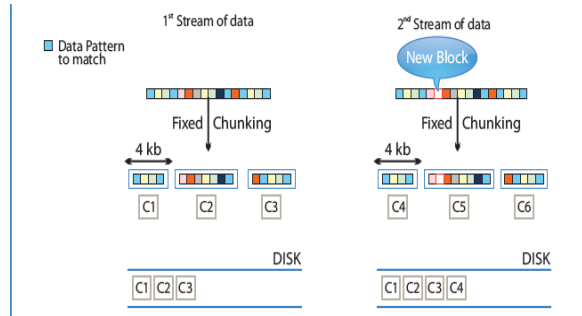 1st Stream of data
Data Pattern
to match
Fixed Chunking
4 kb
C1 C2 C3
DISK
C1 C2 C3
2nd Stream of data
New Block
Fixed Chunking
4 kb
C4 C5 C6
DISK
C1 C2 C3 C4